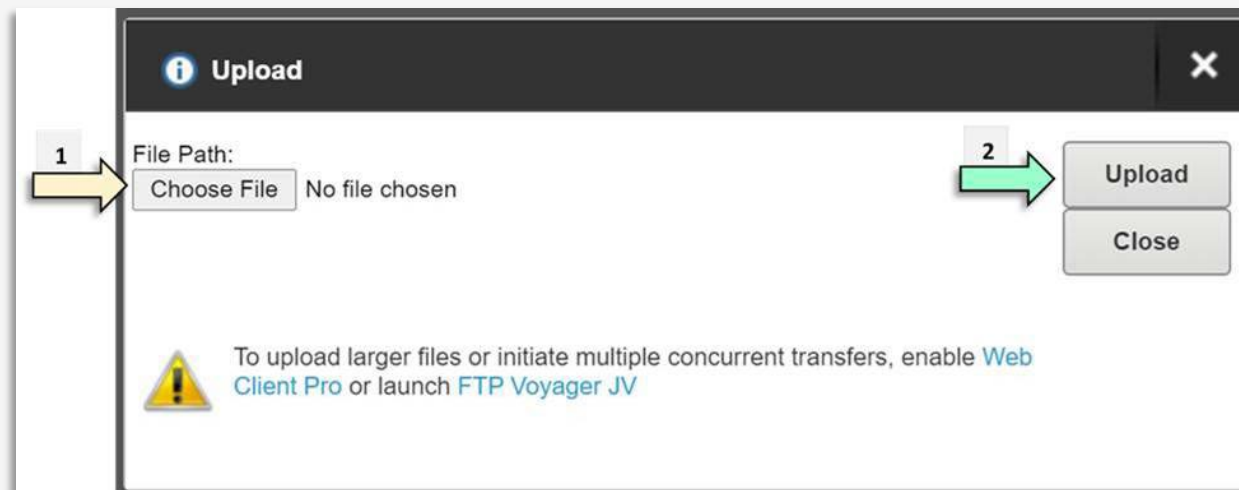 Upload
1
File Path:
Choose File No file chosen
2
Upload
Close
To upload larger files or initiate multiple concurrent transfers, enable Web
Client Pro or launch FTP Voyager JV